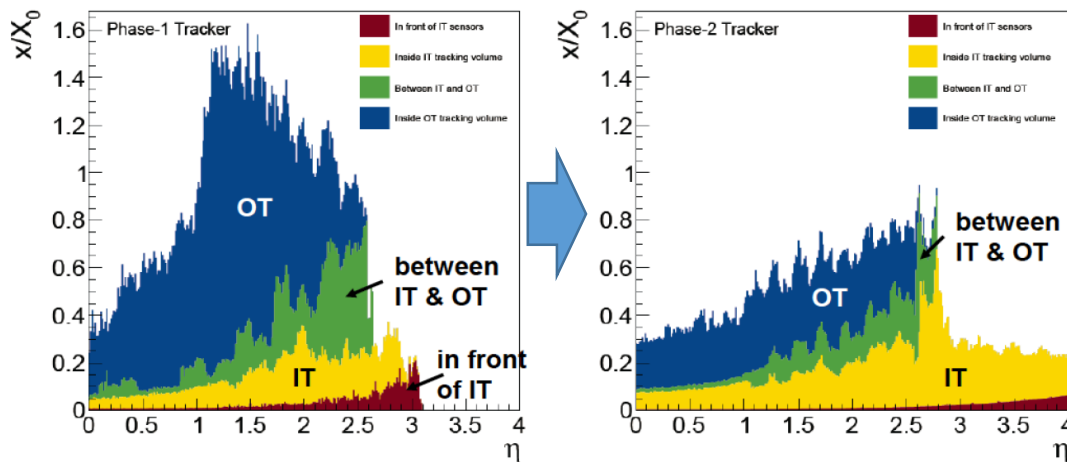 x/X0
1.6
1.4
1.2
1
0.8
0.6
0.4
0.2
0
Phase-1 Tracker
In front of IT sensors
Inside IT tracking volume
Between IT and OT
Inside OT tracking volume
OT
between
IT & OT
IT
in front
of IT
0 0.5 1 1.5 2 2.5 3 3.5 4
η
x/X0
1.6
1.4
1.2
1
0.8
0.6
0.4
0.2
0
Phase-2 Tracker
In front of IT sensors
Inside IT tracking volume
Between IT and OT
Inside OT tracking volume
between
IT & OT
OT
IT
0 0.5 1 1.5 2 2.5 3 3.5 4
η